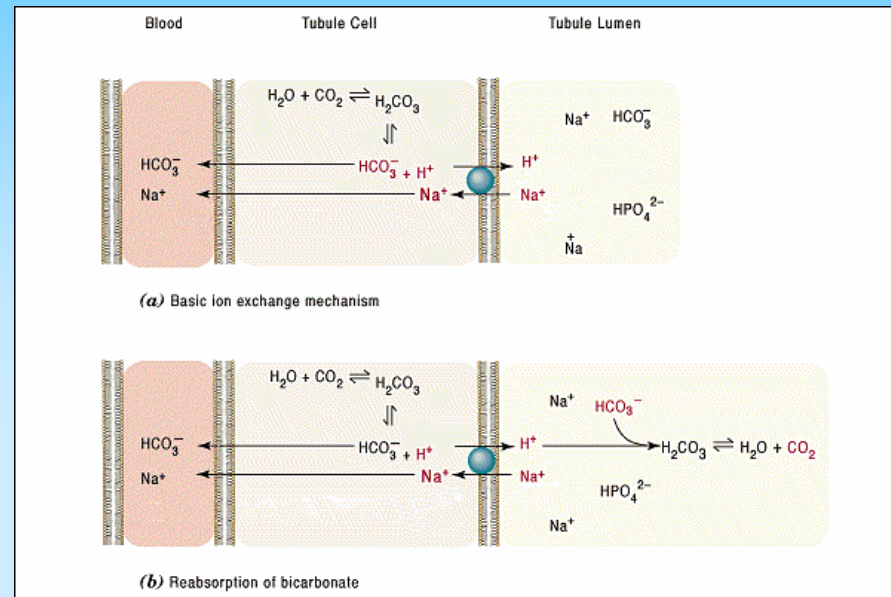 Blood Tubule Cell Tubule Lumen
H₂O + CO₂ ⇌ H₂CO₃
⇌
HCO₃⁻ + H⁺
HCO₃⁻
Na⁺
Na⁺
H⁺
Na⁺
Na⁺ HCO₃⁻
HPO₄²⁻
Na⁺
(a) Basic ion exchange mechanism
H₂O + CO₂ ⇌ H₂CO₃
⇌
HCO₃⁻ + H⁺
HCO₃⁻
Na⁺
Na⁺
H⁺
Na⁺
Na⁺ HCO₃⁻
H₂CO₃ ⇌ H₂O + CO₂
HPO₄²⁻
Na⁺
(b) Reabsorption of bicarbonate